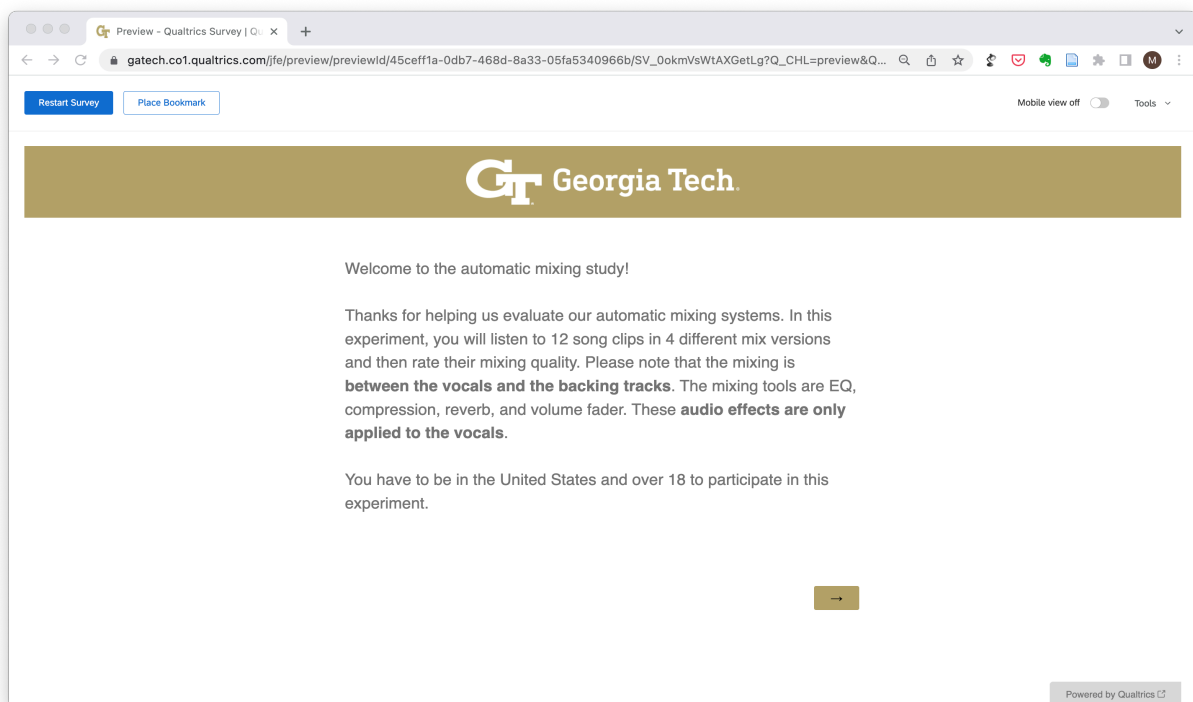 Preview - Qualtrics Survey | Qu
gatech.co1.qualtrics.com/jfe/preview/previewId/45ceff1a-0db7-468d-8a33-05fa5340966b/SV_0okmVsWtAXGetLg?Q_CHL=preview&Q...
M
Restart Survey
Place Bookmark
Mobile view off
Tools
GT Georgia Tech.
Welcome to the automatic mixing study!
Thanks for helping us evaluate our automatic mixing systems. In this
experiment, you will listen to 12 song clips in 4 different mix versions
and then rate their mixing quality. Please note that the mixing is
between the vocals and the backing tracks. The mixing tools are EQ,
compression, reverb, and volume fader. These audio effects are only
applied to the vocals.
You have to be in the United States and over 18 to participate in this
experiment.
→
Powered by Qualtrics